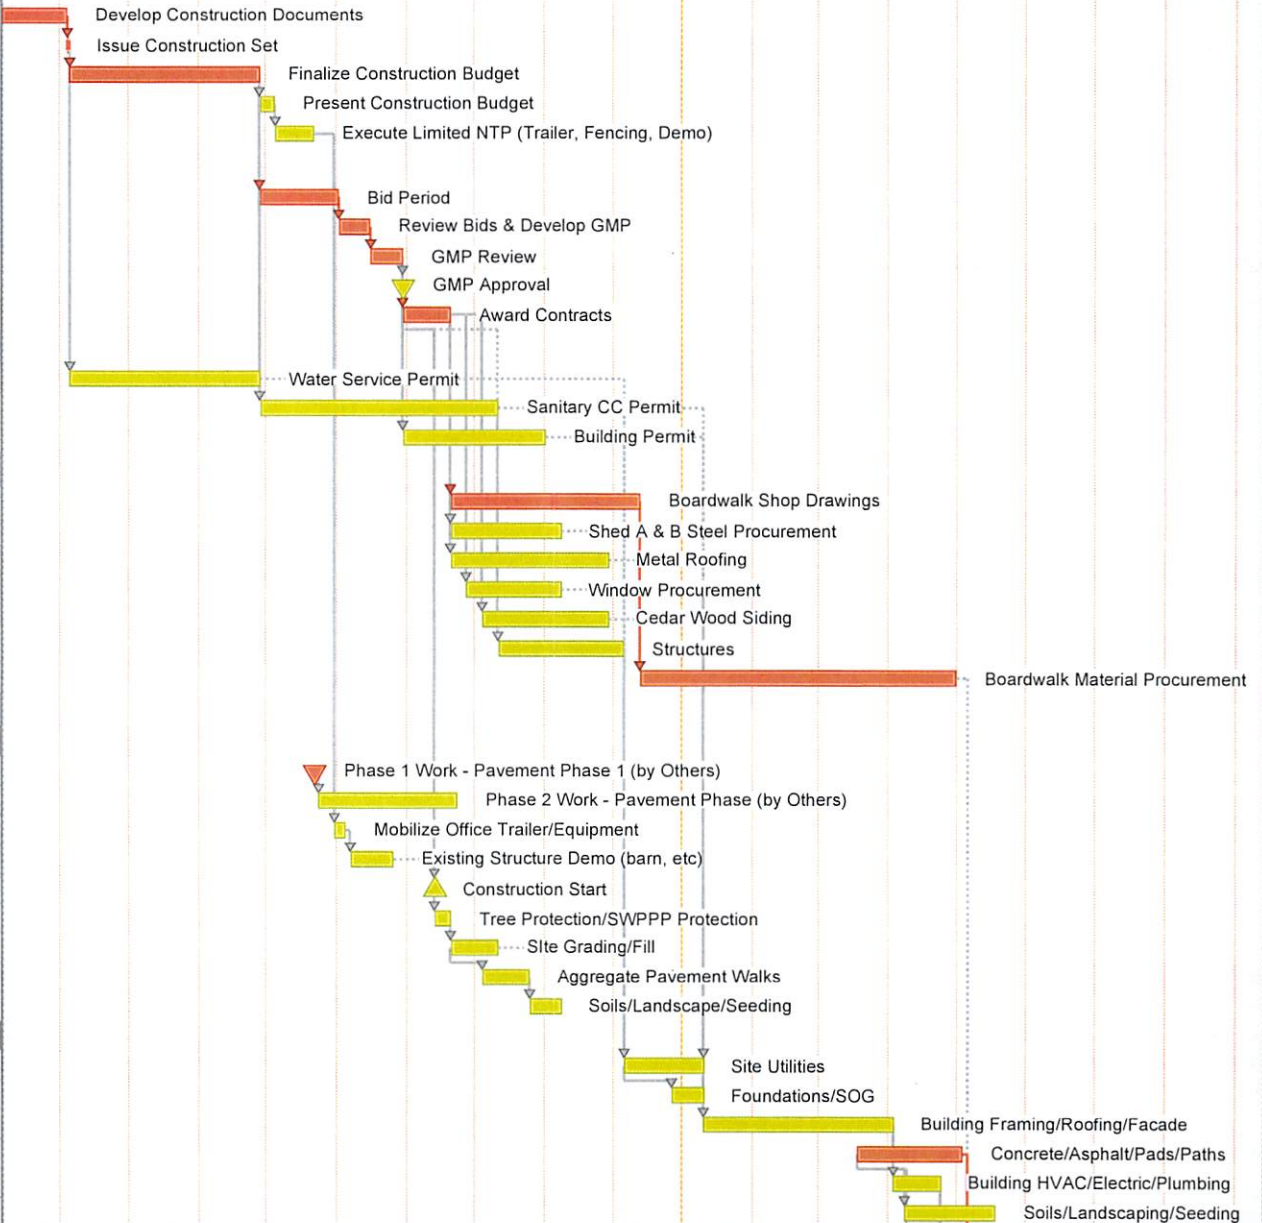 Develop Construction Documents
Issue Construction Set
Finalize Construction Budget
Present Construction Budget
Execute Limited NTP (Trailer, Fencing, Demo)
Bid Period
Review Bids & Develop GMP
GMP Review
GMP Approval
Award Contracts
Water Service Permit
Sanitary CC Permit
Building Permit
Boardwalk Shop Drawings
Shed A & B Steel Procurement
Metal Roofing
Window Procurement
Cedar Wood Siding
Structures
Boardwalk Material Procurement
Phase 1 Work - Pavement Phase 1 (by Others)
Phase 2 Work - Pavement Phase (by Others)
Mobilize Office Trailer/Equipment
Existing Structure Demo (barn, etc)
Construction Start
Tree Protection/SWPPP Protection
SIte Grading/Fill
Aggregate Pavement Walks
Soils/Landscape/Seeding
Site Utilities
Foundations/SOG
Building Framing/Roofing/Facade
Concrete/Asphalt/Pads/Paths
Building HVAC/Electric/Plumbing
Soils/Landscaping/Seeding